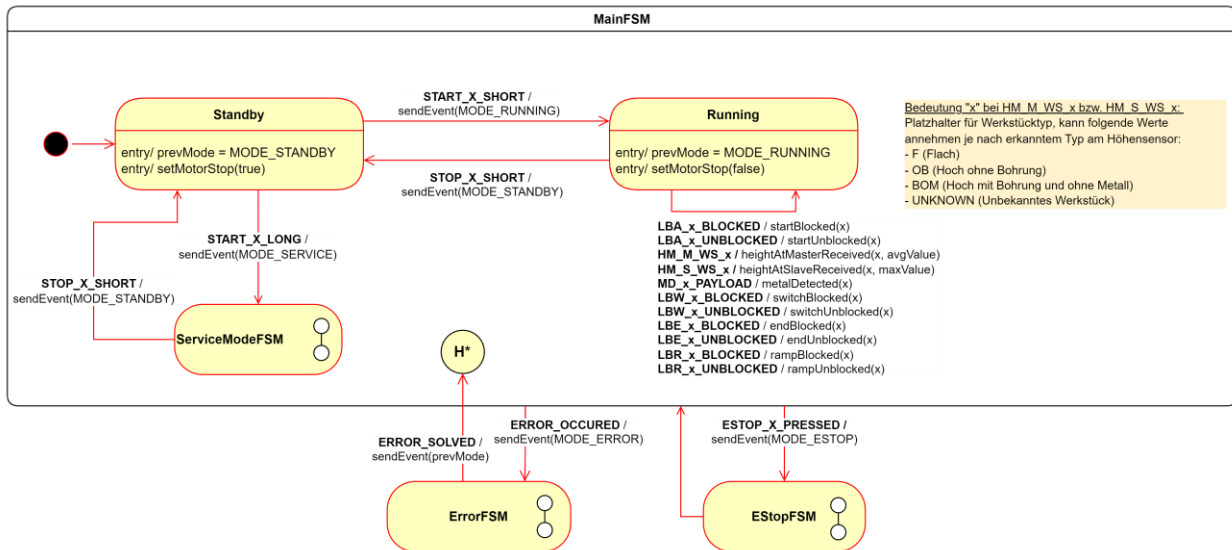 MainFSM
Standby
entry/ prevMode = MODE_STANDBY
entry/ setMotorStop(true)
START_X_SHORT /
sendEvent(MODE_RUNNING)
STOP_X_SHORT /
sendEvent(MODE_STANDBY)
Running
entry/ prevMode = MODE_RUNNING
entry/ setMotorStop(false)
Bedeutung "x" bei HM_M_WS_x bzw. HM_S_WS_x:
Platzhalter für Werkstücktyp, kann folgende Werte
annehmen je nach erkanntem Typ am Höhensensor:
- F (Flach)
- OB (Hoch ohne Bohrung)
- BOM (Hoch mit Bohrung und ohne Metall)
- UNKNOWN (Unbekanntes Werkstück)
START_X_LONG /
sendEvent(MODE_SERVICE)
STOP_X_SHORT /
sendEvent(MODE_STANDBY)
ServiceModeFSM
LBA_x_BLOCKED / startBlocked(x)
LBA_x_UNBLOCKED / startUnblocked(x)
HM_M_WS_x / heightAtMasterReceived(x, avgValue)
HM_S_WS_x / heightAtSlaveReceived(x, maxValue)
MD_x_PAYLOAD / metalDetected(x)
LBW_x_BLOCKED / switchBlocked(x)
LBW_x_UNBLOCKED / switchUnblocked(x)
LBE_x_BLOCKED / endBlocked(x)
LBE_x_UNBLOCKED / endUnblocked(x)
LBR_x_BLOCKED / rampBlocked(x)
LBR_x_UNBLOCKED / rampUnblocked(x)
H*
ERROR_SOLVED /
sendEvent(prevMode)
ERROR_OCCURED /
sendEvent(MODE_ERROR)
ESTOP_X_PRESSED /
sendEvent(MODE_ESTOP)
ErrorFSM
EStopFSM